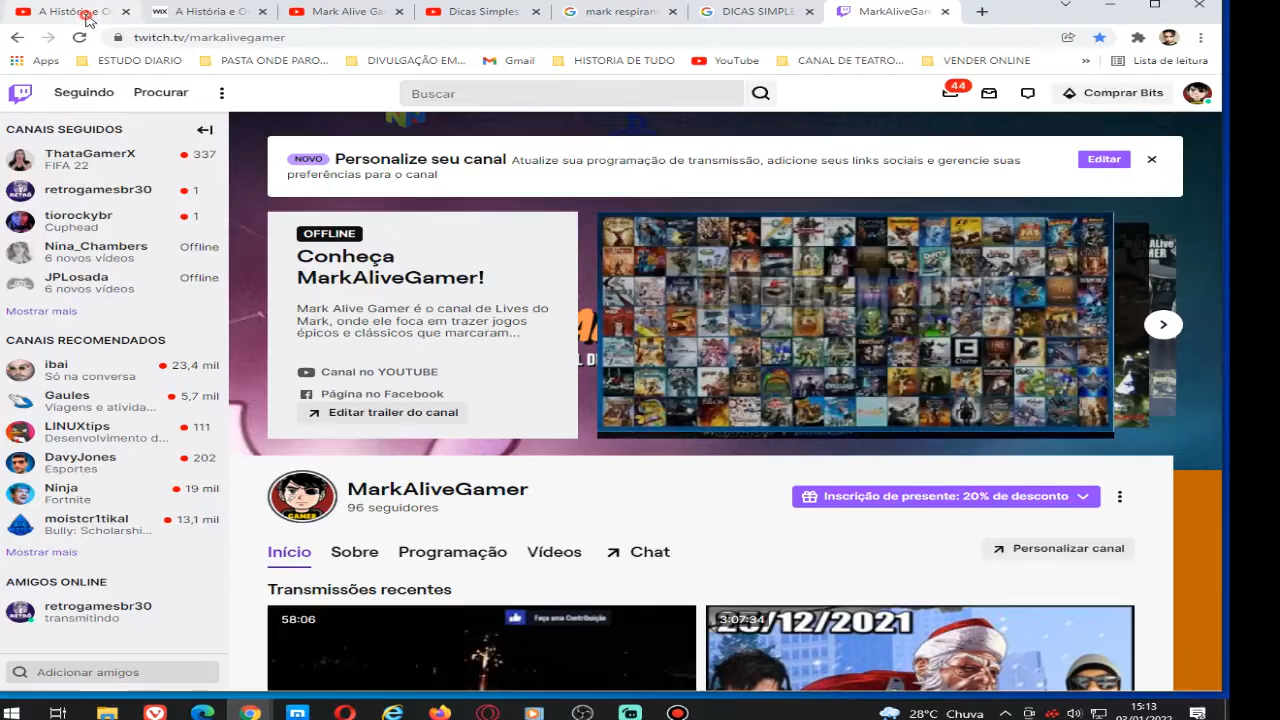 A História e O
WIX A História e O
Mark Alive Ga
Dicas Simples
mark respiran
DICAS SIMPLE
MarkAliveGam
twitch.tv/markalivegamer
Apps ESTUDO DIARIO PASTA ONDE PARO... DIVULGAÇÃO EM... Gmail HISTORIA DE TUDO YouTube CANAL DE TEATRO... VENDER ONLINE » Lista de leitura
Seguindo Procurar Buscar 44 Comprar Bits
CANAIS SEGUIDOS
ThataGamerX 337
FIFA 22
retrogamesbr30 1
tiorockybr 1
Cuphead
Nina_Chambers Offline
6 novos vídeos
JPLosada Offline
6 novos vídeos
Mostrar mais
CANAIS RECOMENDADOS
ibai 23,4 mil
Só na conversa
Gaules 5,7 mil
Viagens e ativida...
LINUXtips 111
Desenvolvimento d...
DavyJones 202
Esportes
Ninja 19 mil
Fortnite
moistcr1tikal 13,1 mil
Bully: Scholarshi...
Mostrar mais
AMIGOS ONLINE
retrogamesbr30
transmitindo
Adicionar amigos
NOVO Personalize seu canal Atualize sua programação de transmissão, adicione seus links sociais e gerencie suas
preferências para o canal
Editar
OFFLINE
Conheça
MarkAliveGamer!
Mark Alive Gamer é o canal de Lives do
Mark, onde ele foca em trazer jogos
épicos e clássicos que marcaram...
Canal no YOUTUBE
Página no Facebook
Editar trailer do canal
GAMER
MarkAliveGamer
96 seguidores
Inscrição de presente: 20% de desconto
Início Sobre Programação Vídeos Chat
Personalizar canal
Transmissões recentes
58:06
Faça uma Contribuição
3:07:34
25/12/2021
28°C Chuva
15:13
03/01/2022